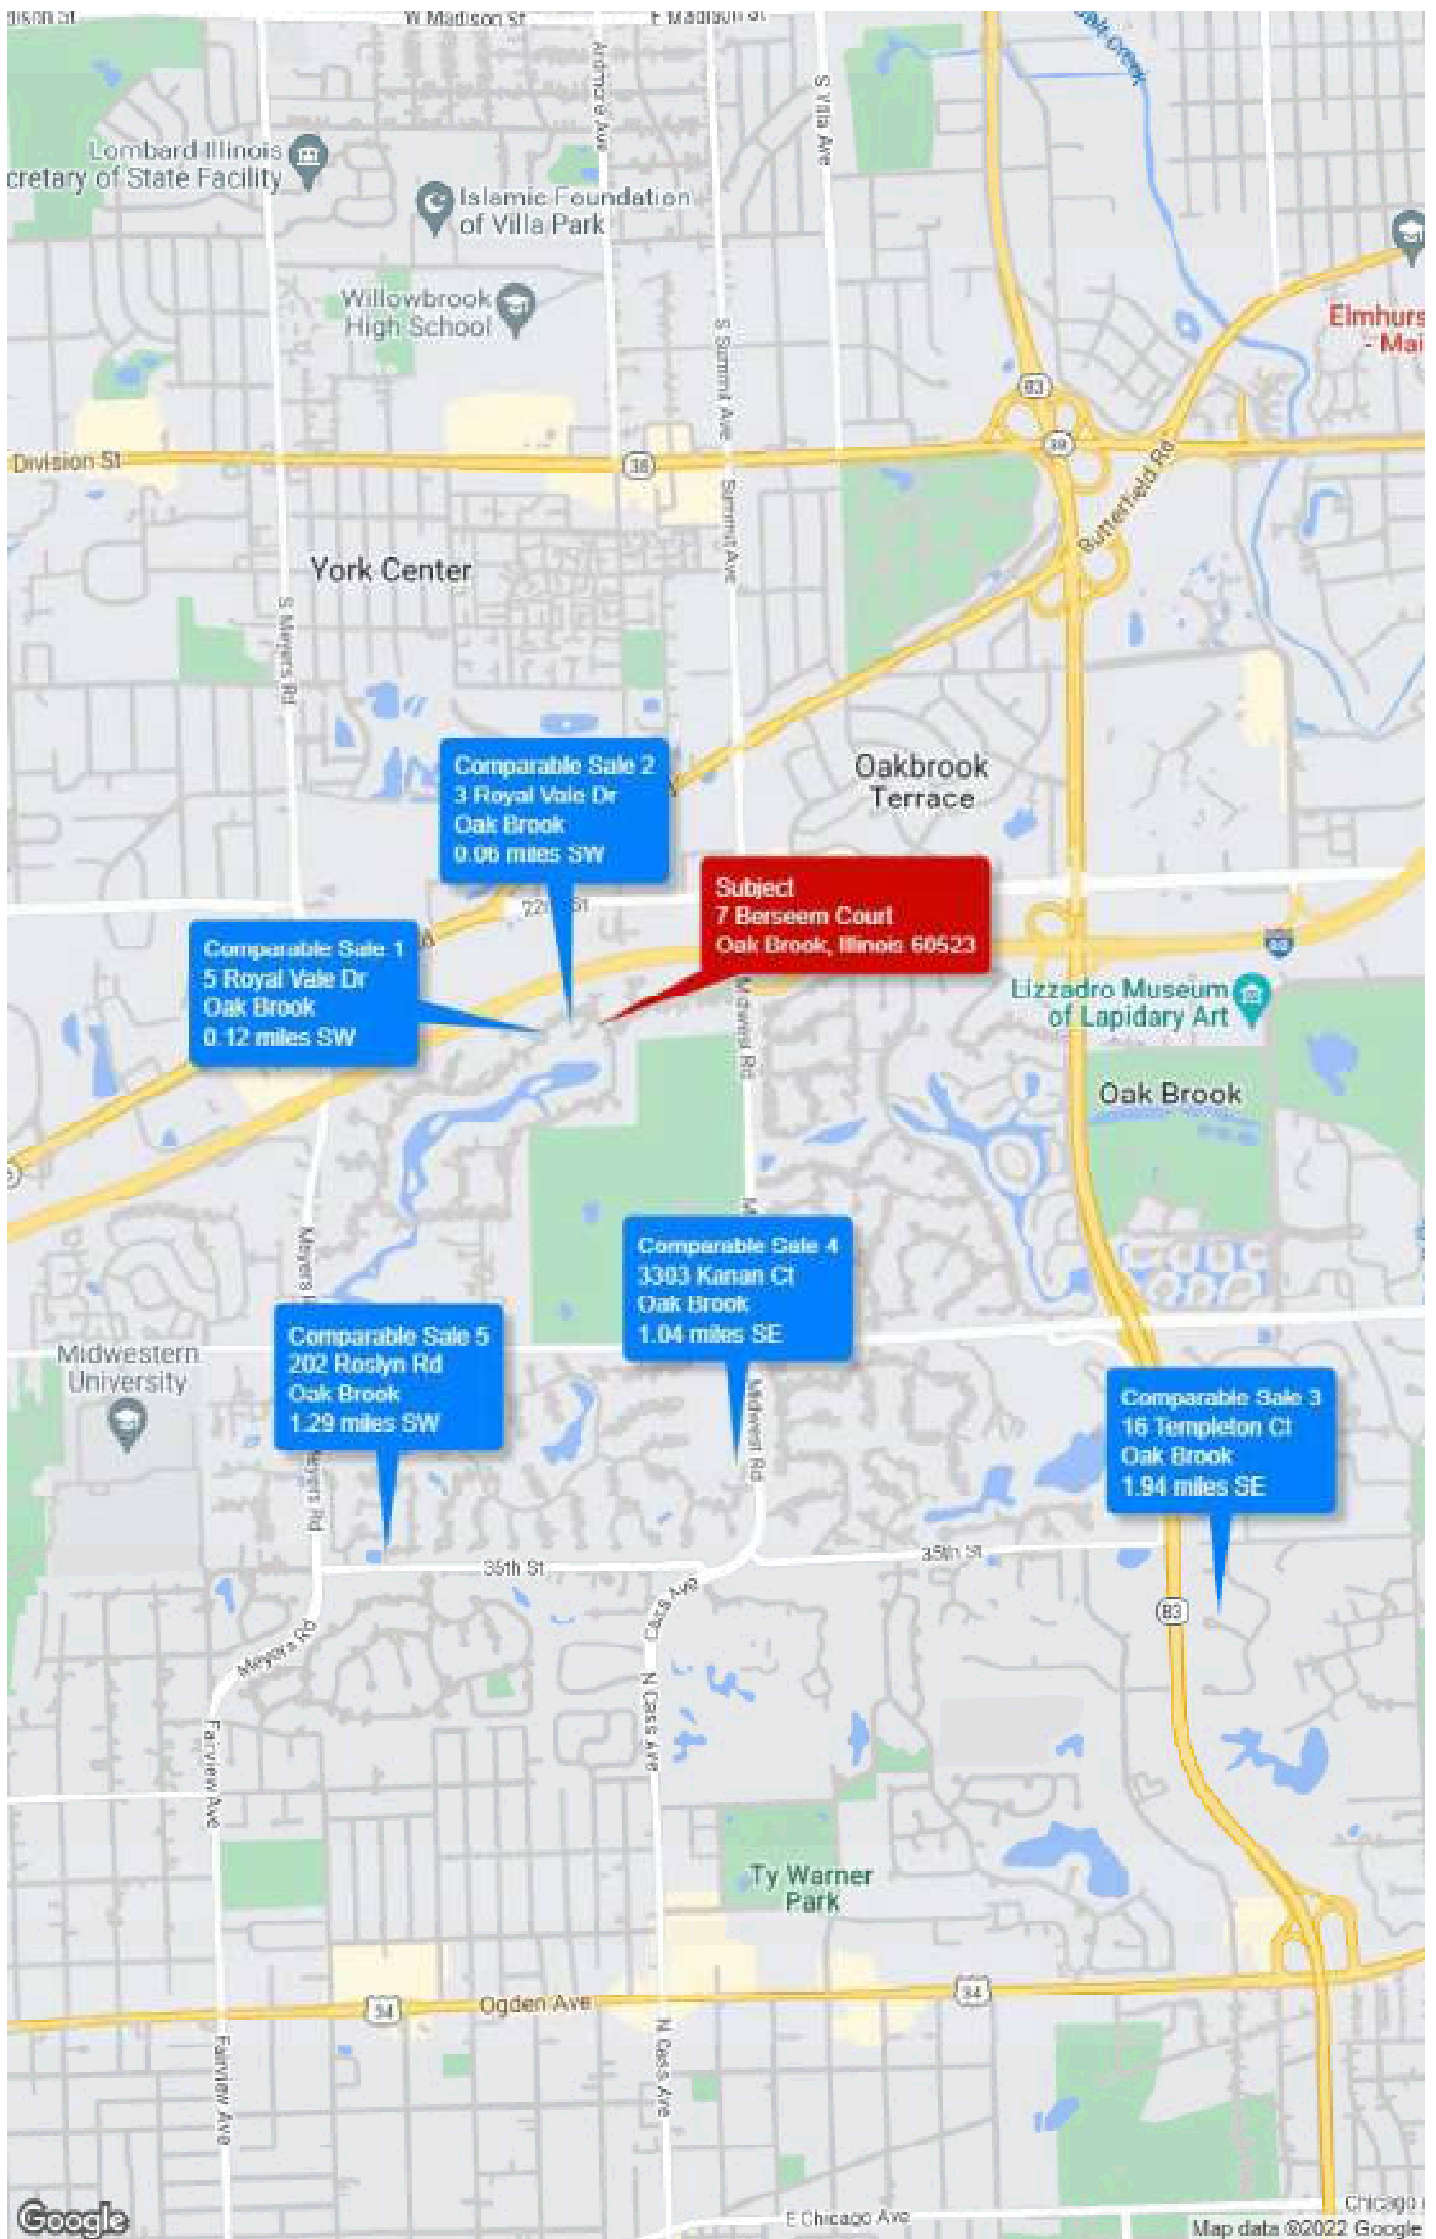 W Madison St
E Madison St
Ardmore Ave
S Villa Ave
Lombard Illinois
cretary of State Facility
Islamic Foundation
of Villa Park
Willowbrook
High School
S Summit Ave
Elmhurs
- Mai
83
38
Division St
38
Butterfield Rd
Summit Ave
York Center
S Meyers Rd
Comparable Sale 2
3 Royal Vale Dr
Oak Brook
0.06 miles SW
Oakbrook
Terrace
Subject
7 Berseem Court
Oak Brook, Illinois 60523
Comparable Sale 1
5 Royal Vale Dr
Oak Brook
0.12 miles SW
88
Midwest Rd
Lizzadro Museum
of Lapidary Art
Oak Brook
Comparable Sale 4
3303 Kanan Ct
Oak Brook
1.04 miles SE
Comparable Sale 5
202 Roslyn Rd
Oak Brook
1.29 miles SW
Midwestern
University
Comparable Sale 3
16 Templeton Ct
Oak Brook
1.94 miles SE
Midwest Rd
Meyers Rd
35th St
35th St
83
Cass Ave
Meyers Rd
N Cass Ave
Fairview Ave
Ty Warner
Park
34
Ogden Ave
34
N Cass Ave
Fairview Ave
Google
E Chicago Ave
Chicago
Map data ©2022 Google